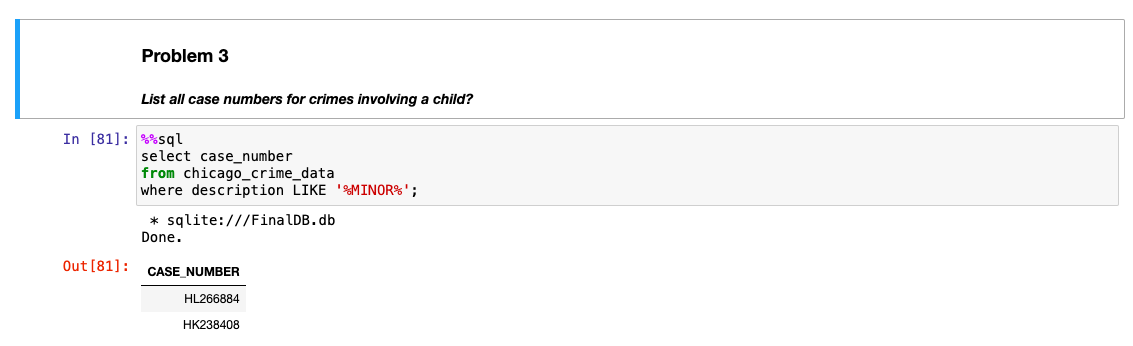 Problem 3
List all case numbers for crimes involving a child?
In [81]: %%sql
select case_number
from chicago_crime_data
where description LIKE '%MINOR%';
* sqlite:///FinalDB.db
Done.
Out[81]: CASE_NUMBER
HL266884
HK238408